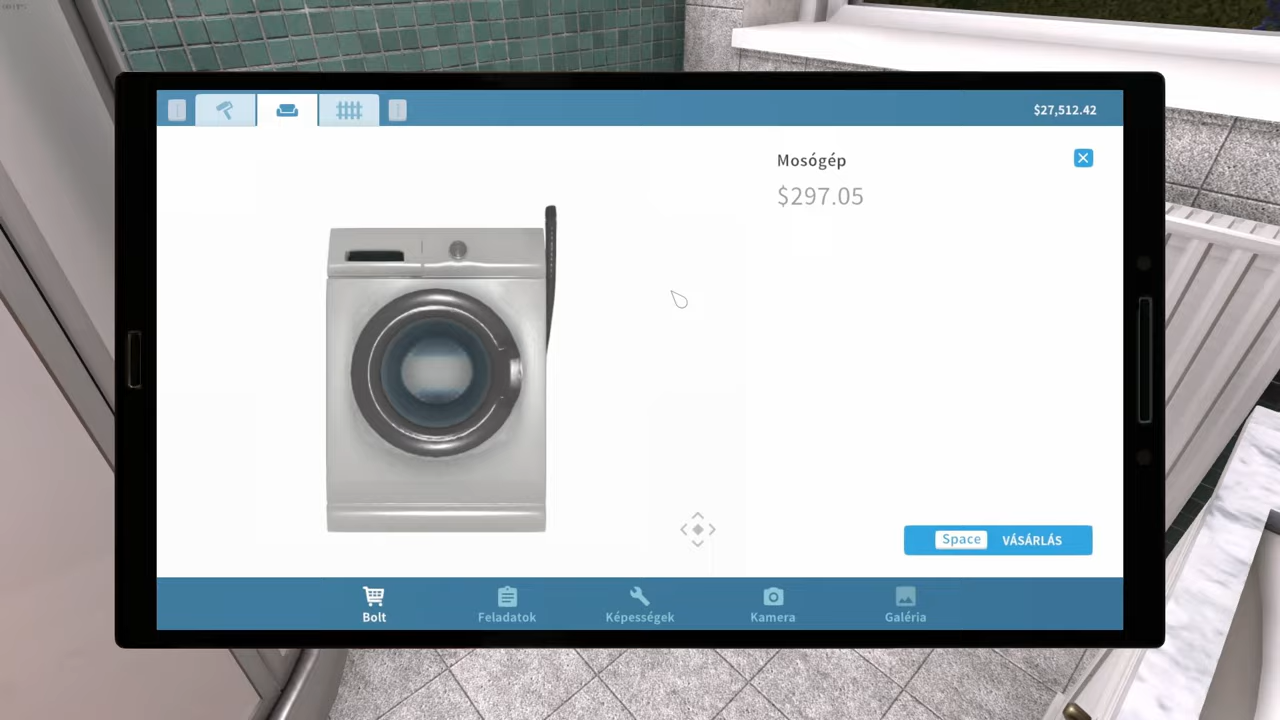 $27,512.42
Mosógép
$297.05
Space VÁSÁRLÁS
Bolt
Feladatok
Képességek
Kamera
Galéria